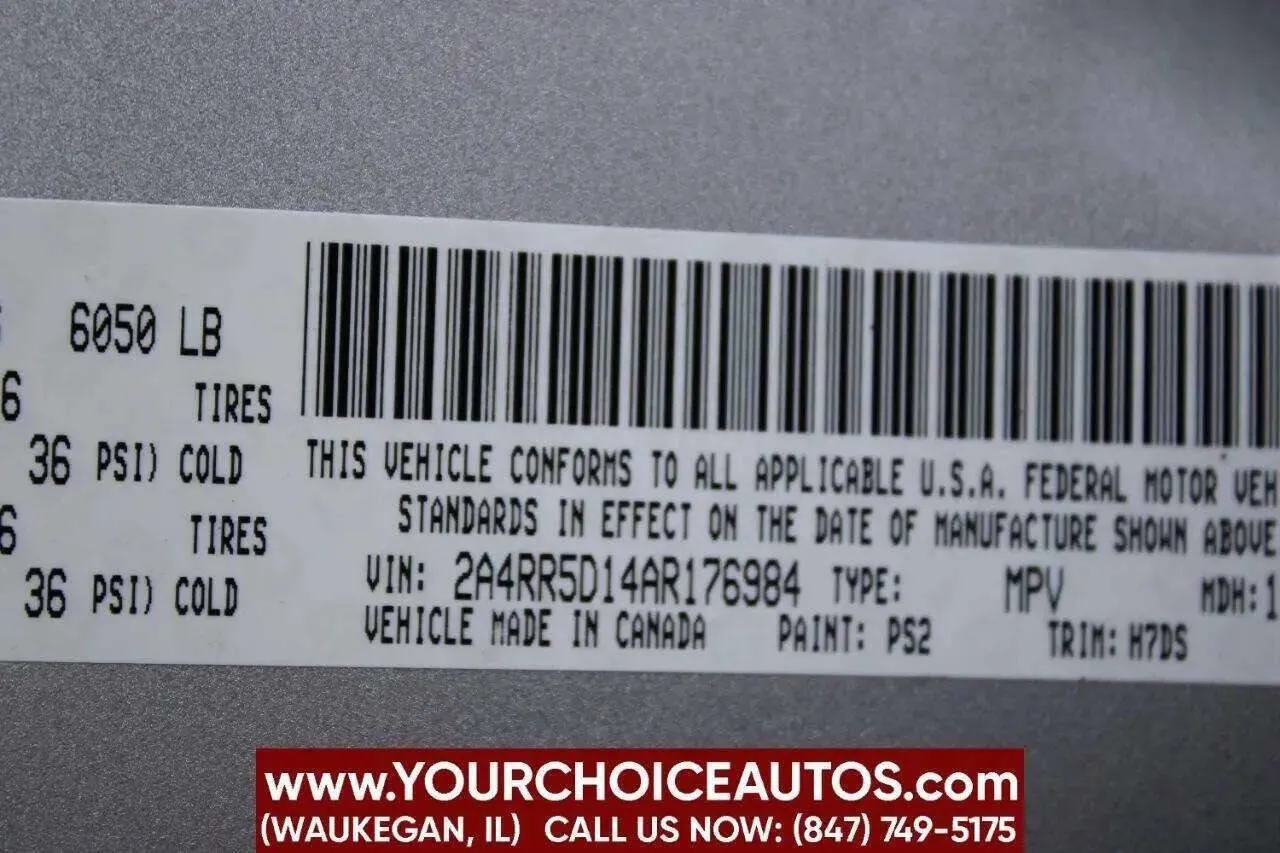 6050 LB
6 TIRES
36 PSI) COLD
6 TIRES
36 PSI) COLD
THIS VEHICLE CONFORMS TO ALL APPLICABLE U.S.A. FEDERAL MOTOR VEH
STANDARDS IN EFFECT ON THE DATE OF MANUFACTURE SHOWN ABOVE
VIN: 2A4RR5D14AR176984 TYPE: MPV MDH:1
VEHICLE MADE IN CANADA PAINT: PS2 TRIM: H7DS
www.YOURCHOICEAUTOS.com
(WAUKEGAN, IL) CALL US NOW: (847) 749-5175